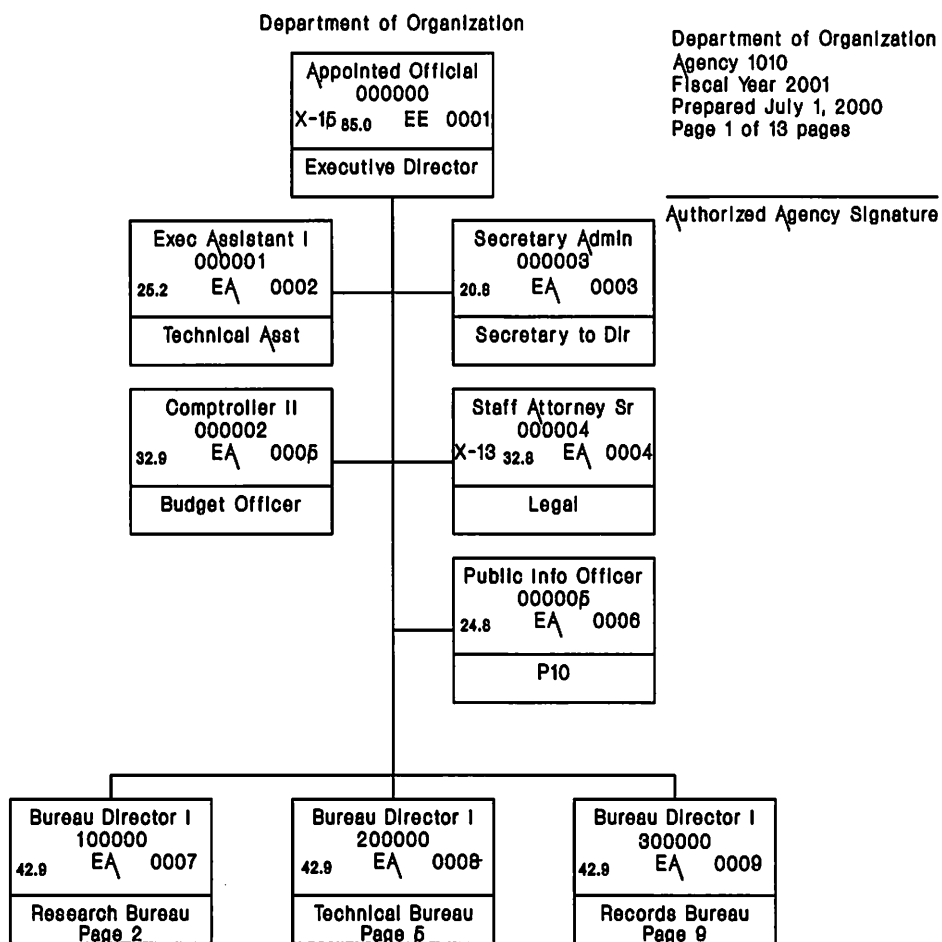 Department of Organization
Department of Organization
Agency 1010
Fiscal Year 2001
Prepared July 1, 2000
Page 1 of 13 pages
Authorized Agency Signature
Appointed Official
000000
X-15 85.0 EE 0001
Executive Director
Exec Assistant I
000001
25.2 EA 0002
Technical Asst
Secretary Admin
000003
20.8 EA 0003
Secretary to Dir
Comptroller II
000002
32.9 EA 0005
Budget Officer
Staff Attorney Sr
000004
X-13 32.8 EA 0004
Legal
Public Info Officer
000005
24.8 EA 0006
P10
Bureau Director I
100000
42.9 EA 0007
Research Bureau
Page 2
Bureau Director I
200000
42.9 EA 0008
Technical Bureau
Page 5
Bureau Director I
300000
42.9 EA 0009
Records Bureau
Page 9